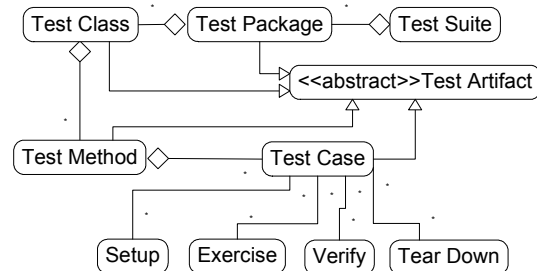 Test Class
Test Package
Test Suite
<<abstract>>Test Artifact
Test Method
Test Case
Setup
Exercise
Verify
Tear Down